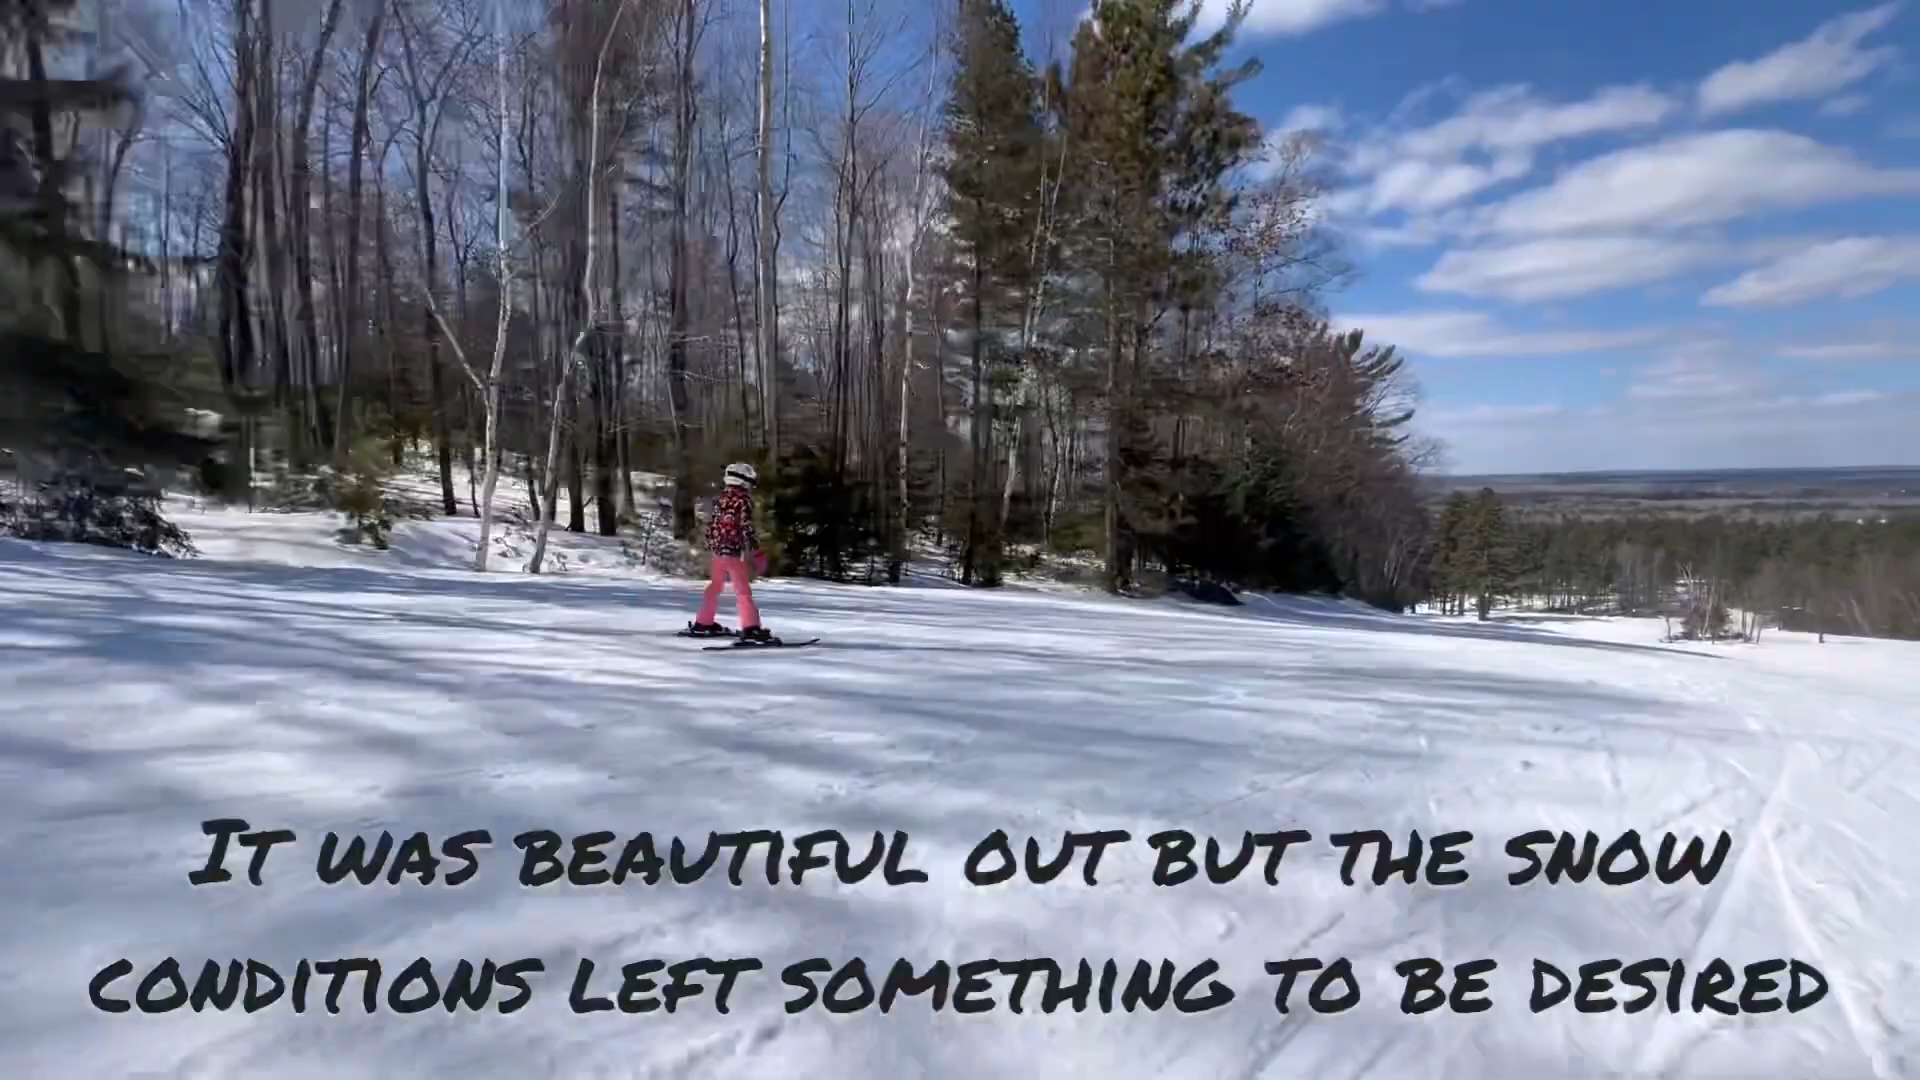 It was beautiful out but the snow
conditions left something to be desired